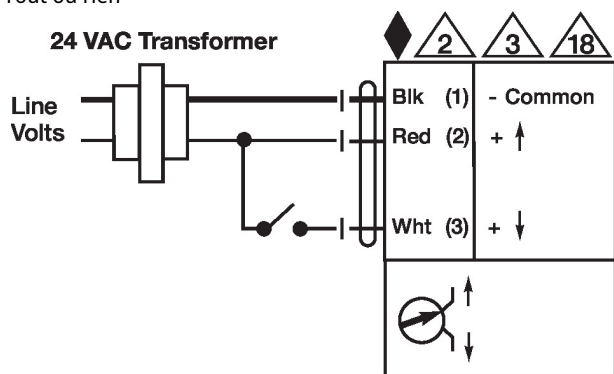 Tout ou rien
24 VAC Transformer
2 3 18
Line
Volts
Blk (1) - Common
Red (2) + ↑
Wht (3) + ↓